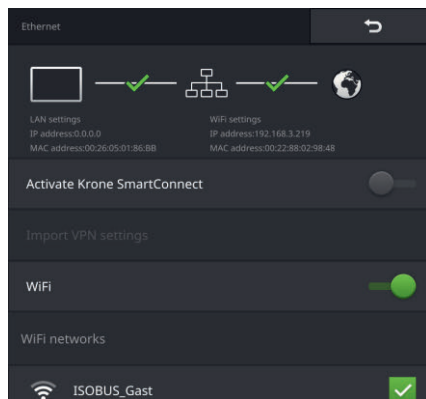 Ethernet
LAN settings
IP address:0.0.0.0
MAC address:00:26:05:01:86:BB
WiFi settings
IP address:192.168.3.219
MAC address:00:22:88:02:98:48
Activate Krone SmartConnect
Import VPN settings
WiFi
WiFi networks
ISOBUS_Gast